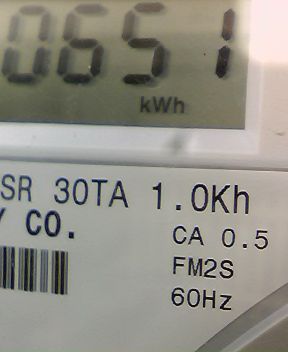 0651
kWh
SR 30TA 1.0Kh
Y CO.
CA 0.5
FM2S
60Hz